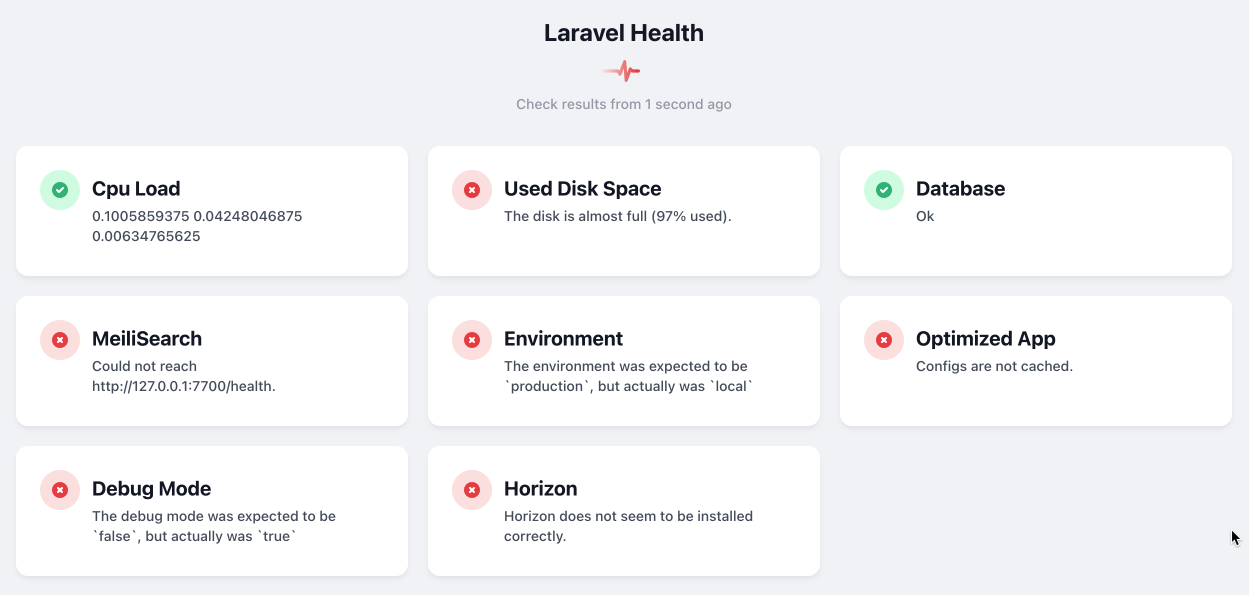 Laravel Health
Check results from 1 second ago
Cpu Load
0.1005859375 0.04248046875
0.00634765625
Used Disk Space
The disk is almost full (97% used).
Database
Ok
MeiliSearch
Could not reach
http://127.0.0.1:7700/health.
Environment
The environment was expected to be
`production`, but actually was `local`
Optimized App
Configs are not cached.
Debug Mode
The debug mode was expected to be
`false`, but actually was `true`
Horizon
Horizon does not seem to be installed
correctly.